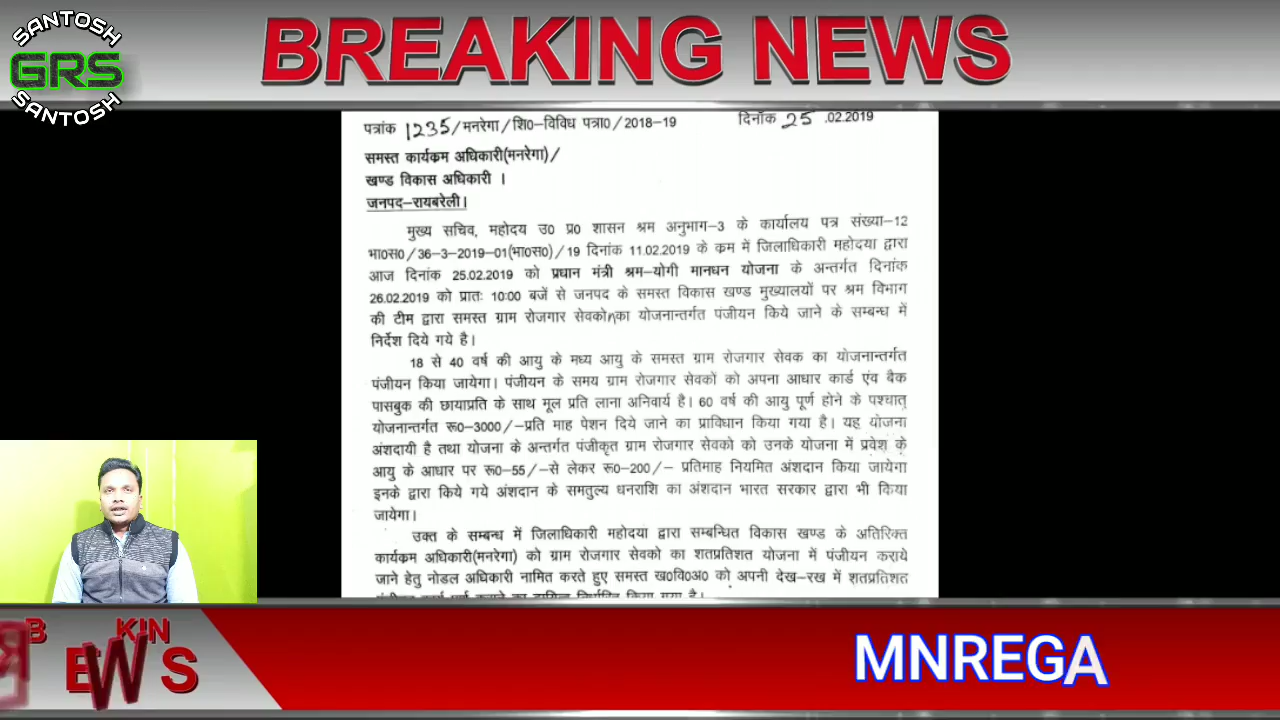 SANTOSH
GRS
SANTOSH
BREAKING NEWS
पत्रांक 1235/मनरेगा/शि0-विविध पत्रा0/2018-19 दिनॉक 25 .02.2019
समस्त कार्यक्रम अधिकारी(मनरेगा)/
खण्ड विकास अधिकारी ।
जनपद-रायबरेली।
मुख्य सचिव, महोदय उ0 प्र0 शासन श्रम अनुभाग-3 के कार्यालय पत्र संख्या-12
भा0स0/36-3-2019-01(भा0स0)/19 दिनांक 11.02.2019 के क्रम में जिलाधिकारी महोदया द्वारा
आज दिनांक 25.02.2019 को प्रधान मंत्री श्रम-योगी मानधन योजना के अन्तर्गत दिनांक
26.02.2019 को प्रातः 10:00 बजें से जनपद के समस्त विकास खण्ड मुख्यालयों पर श्रम विभाग
की टीम द्वारा समस्त ग्राम रोजगार सेवको का योजनान्तर्गत पंजीयन किये जाने के सम्बन्ध में
निर्देश दिये गये है।
18 से 40 वर्ष की आयु के मध्य आयु के समस्त ग्राम रोजगार सेवक का योजनान्तर्गत
पंजीयन किया जायेगा। पंजीयन के समय ग्राम रोजगार सेवकों को अपना आधार कार्ड एंव बैक
पासबुक की छायाप्रति के साथ मूल प्रति लाना अनिवार्य है। 60 वर्ष की आयु पूर्ण होने के पश्चात्
योजनान्तर्गत रू0-3000/-प्रति माह पेशन दिये जाने का प्राविधान किया गया है। यह योजना
अंशदायी है तथा योजना के अन्तर्गत पंजीकृत ग्राम रोजगार सेवको को उनके योजना में प्रवेश के
आयु के आधार पर रू0-55/-से लेकर रू0-200/- प्रतिमाह नियमित अंशदान किया जायेगा
इनके द्वारा किये गये अंशदान के समतुल्य धनराशि का अंशदान भारत सरकार द्वारा भी किया
जायेगा।
उक्त के सम्बन्ध में जिलाधिकारी महोदया द्वारा सम्बन्धित विकास खण्ड के अतिरिक्त
कार्यक्रम अधिकारी(मनरेगा) को ग्राम रोजगार सेवको का शतप्रतिशत योजना में पंजीयन कराये
जाने हेतु नोडल अधिकारी नामित करते हुए समस्त ख0वि0अ0 को अपनी देख-रख में शतप्रतिशत
B KIN
EWS
MNREGA